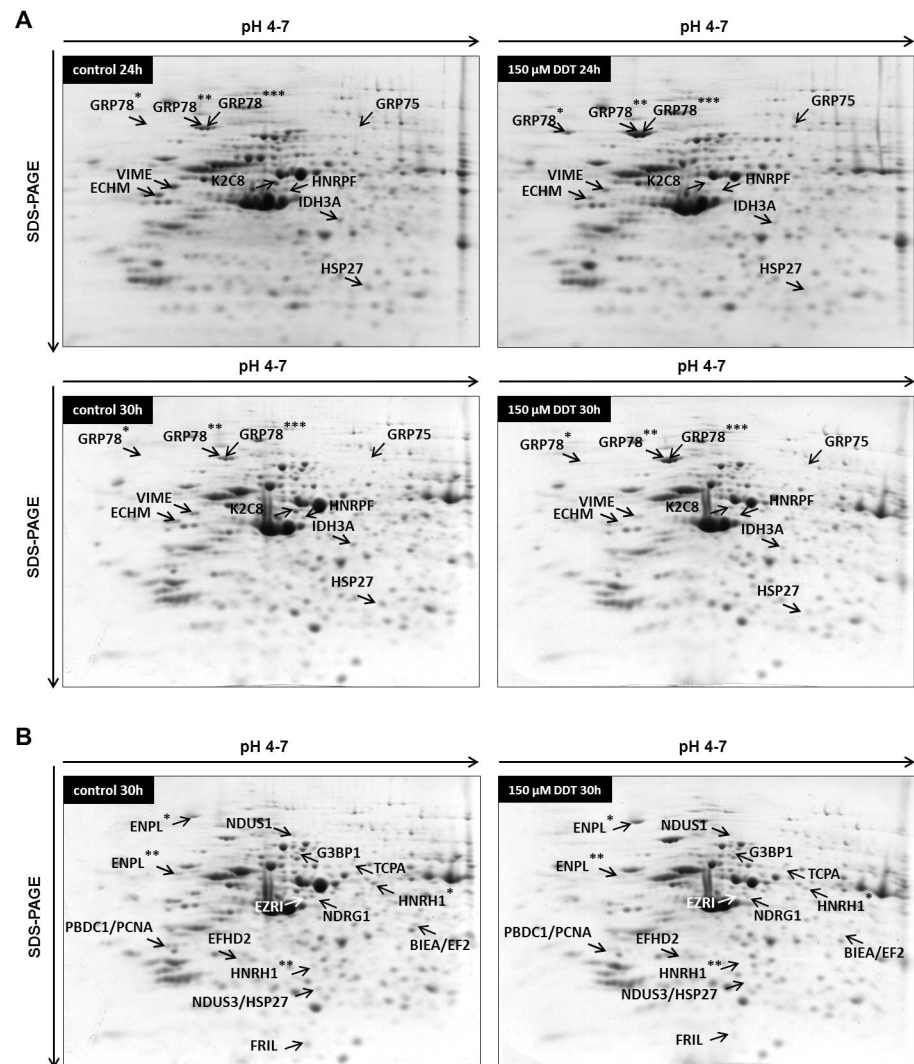 A
pH 4-7
pH 4-7
SDS-PAGE
control 24h
GRP78*
GRP78**
GRP78***
GRP75
VIME
ECHM
K2C8
HNRPF
IDH3A
HSP27
150 µM DDT 24h
GRP78*
GRP78**
GRP78***
GRP75
VIME
ECHM
K2C8
HNRPF
IDH3A
HSP27
pH 4-7
pH 4-7
SDS-PAGE
control 30h
GRP78*
GRP78**
GRP78***
GRP75
VIME
ECHM
K2C8
HNRPF
IDH3A
HSP27
150 µM DDT 30h
GRP78*
GRP78**
GRP78***
GRP75
VIME
ECHM
K2C8
HNRPF
IDH3A
HSP27
B
pH 4-7
pH 4-7
SDS-PAGE
control 30h
ENPL*
NDUS1
G3BP1
ENPL**
TCPA
HNRH1*
EZRI
NDRG1
PBDC1/PCNA
EFHD2
BIEA/EF2
HNRH1**
NDUS3/HSP27
FRIL
150 µM DDT 30h
ENPL*
NDUS1
G3BP1
ENPL**
TCPA
HNRH1*
EZRI
NDRG1
PBDC1/PCNA
EFHD2
BIEA/EF2
HNRH1**
NDUS3/HSP27
FRIL